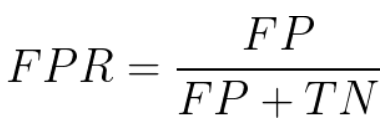 FPR = FP / (FP + TN)